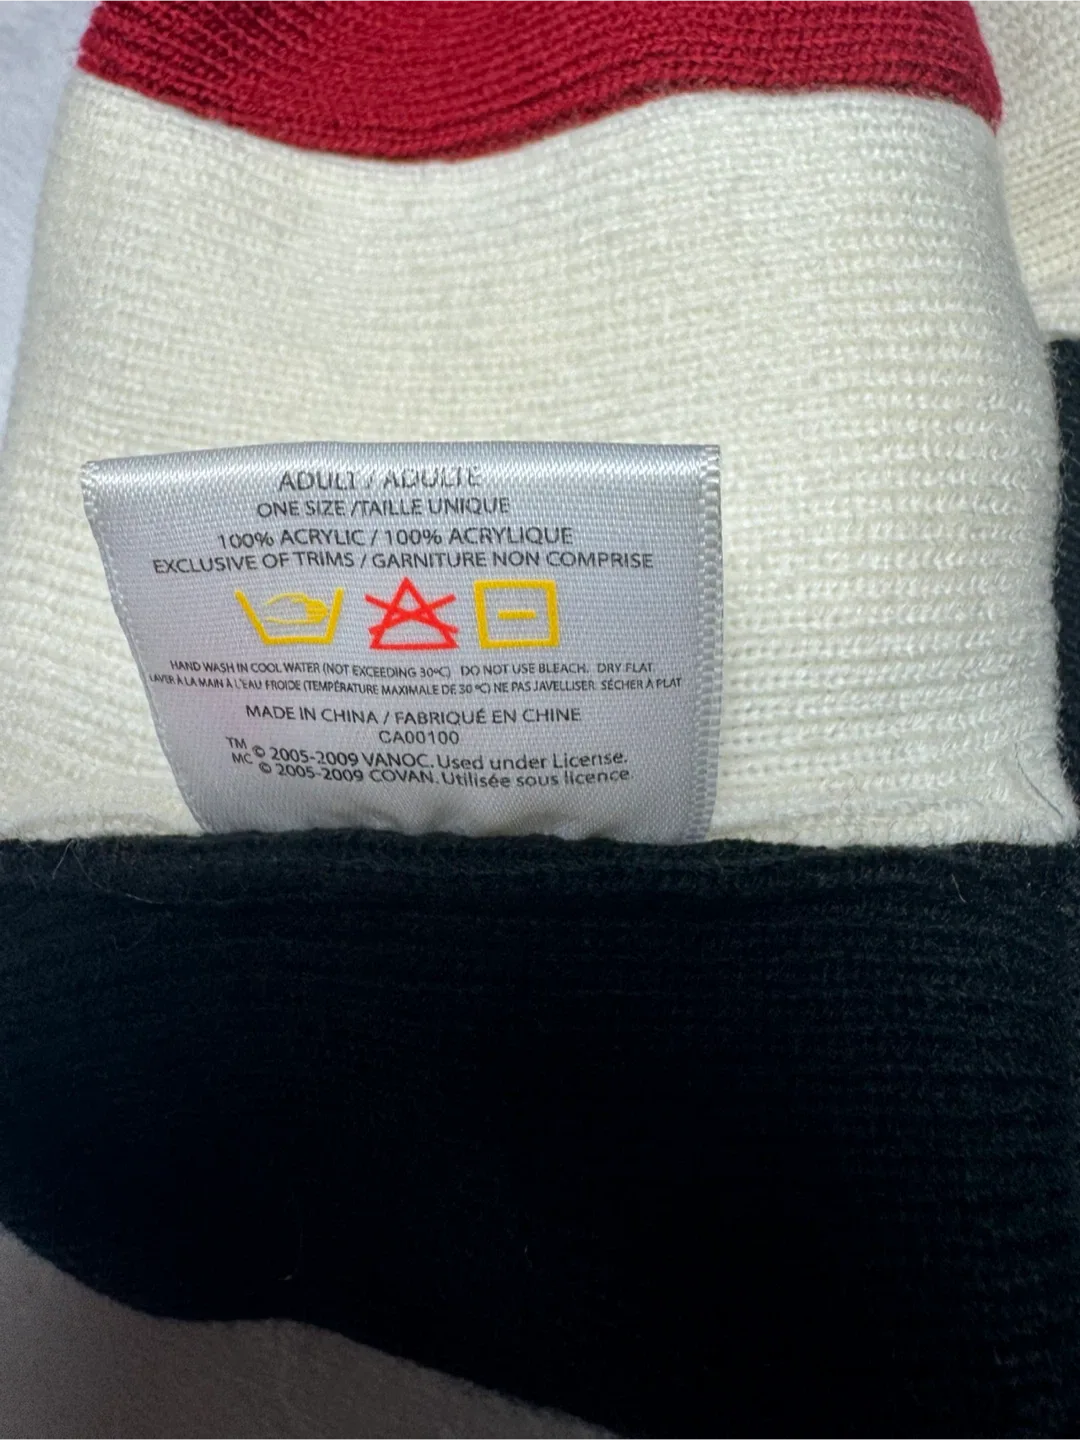 ADULT / ADULTE
ONE SIZE /TAILLE UNIQUE
100% ACRYLIC / 100% ACRYLIQUE
EXCLUSIVE OF TRIMS / GARNITURE NON COMPRISE
HAND WASH IN COOL WATER (NOT EXCEEDING 30°C) DO NOT USE BLEACH. DRY FLAT.
LAVER À LA MAIN À L'EAU FROIDE (TEMPÉRATURE MAXIMALE DE 30 °C) NE PAS JAVELLISER. SÉCHER À PLAT
MADE IN CHINA / FABRIQUÉ EN CHINE
CA00100
TM © 2005-2009 VANOC. Used under License.
MC © 2005-2009 COVAN. Utilisée sous licence.